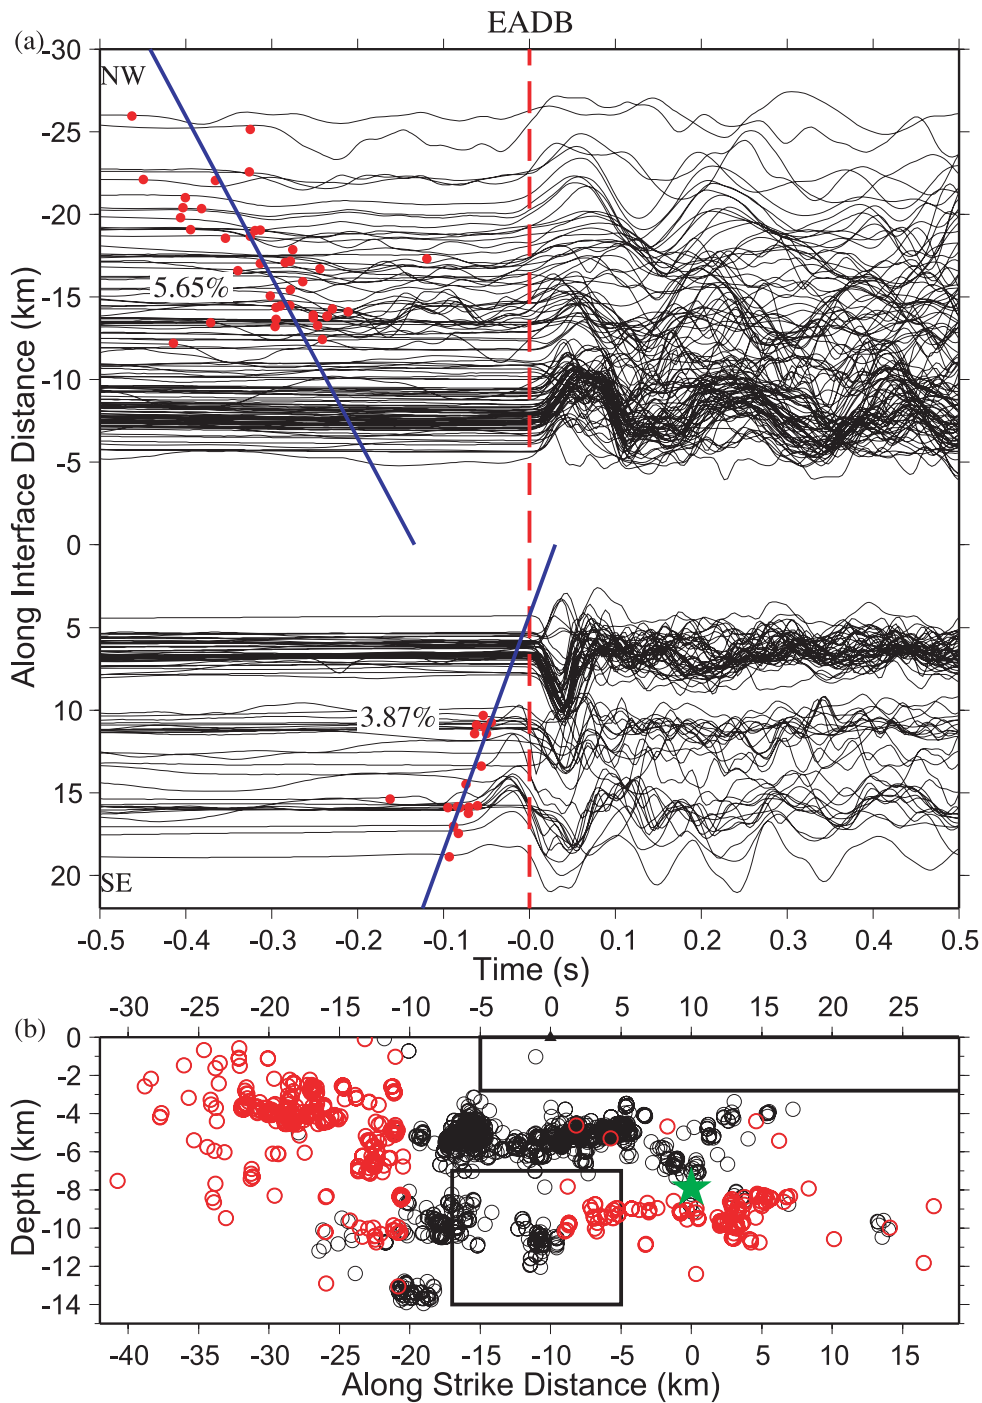 EADB
(a)
-30
NW
-25
-20
-15
5.65%
-10
-5
0
5
10
3.87%
15
20
SE
Along Interface Distance (km)
-0.5 -0.4 -0.3 -0.2 -0.1 -0.0 0.1 0.2 0.3 0.4 0.5
Time (s)
-30 -25 -20 -15 -10 -5 0 5 10 15 20 25
(b)
0
-2
-4
-6
-8
-10
-12
-14
Depth (km)
-40 -35 -30 -25 -20 -15 -10 -5 0 5 10 15
Along Strike Distance (km)